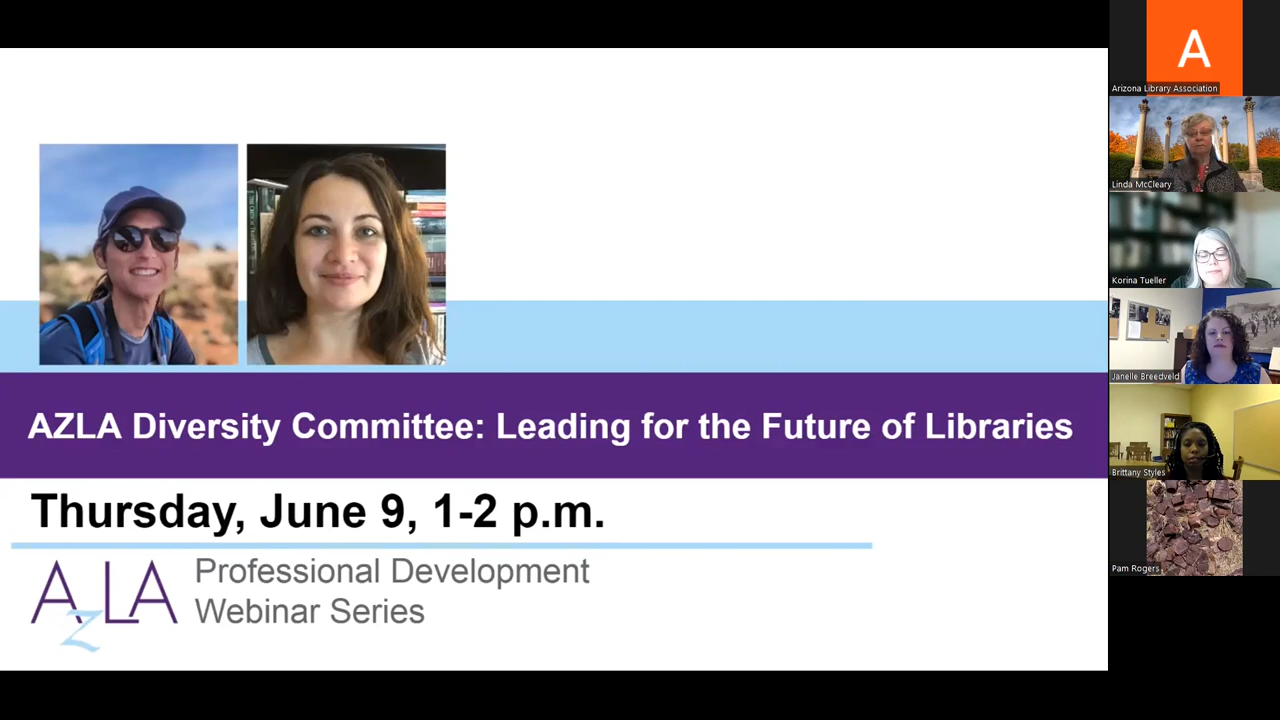 AZLA Diversity Committee: Leading for the Future of Libraries
Thursday, June 9, 1-2 p.m.
AzLA
Professional Development
Webinar Series
A
Arizona Library Association
Linda McCleary
Korina Tueller
Janelle Breedveld
Brittany Styles
Pam Rogers